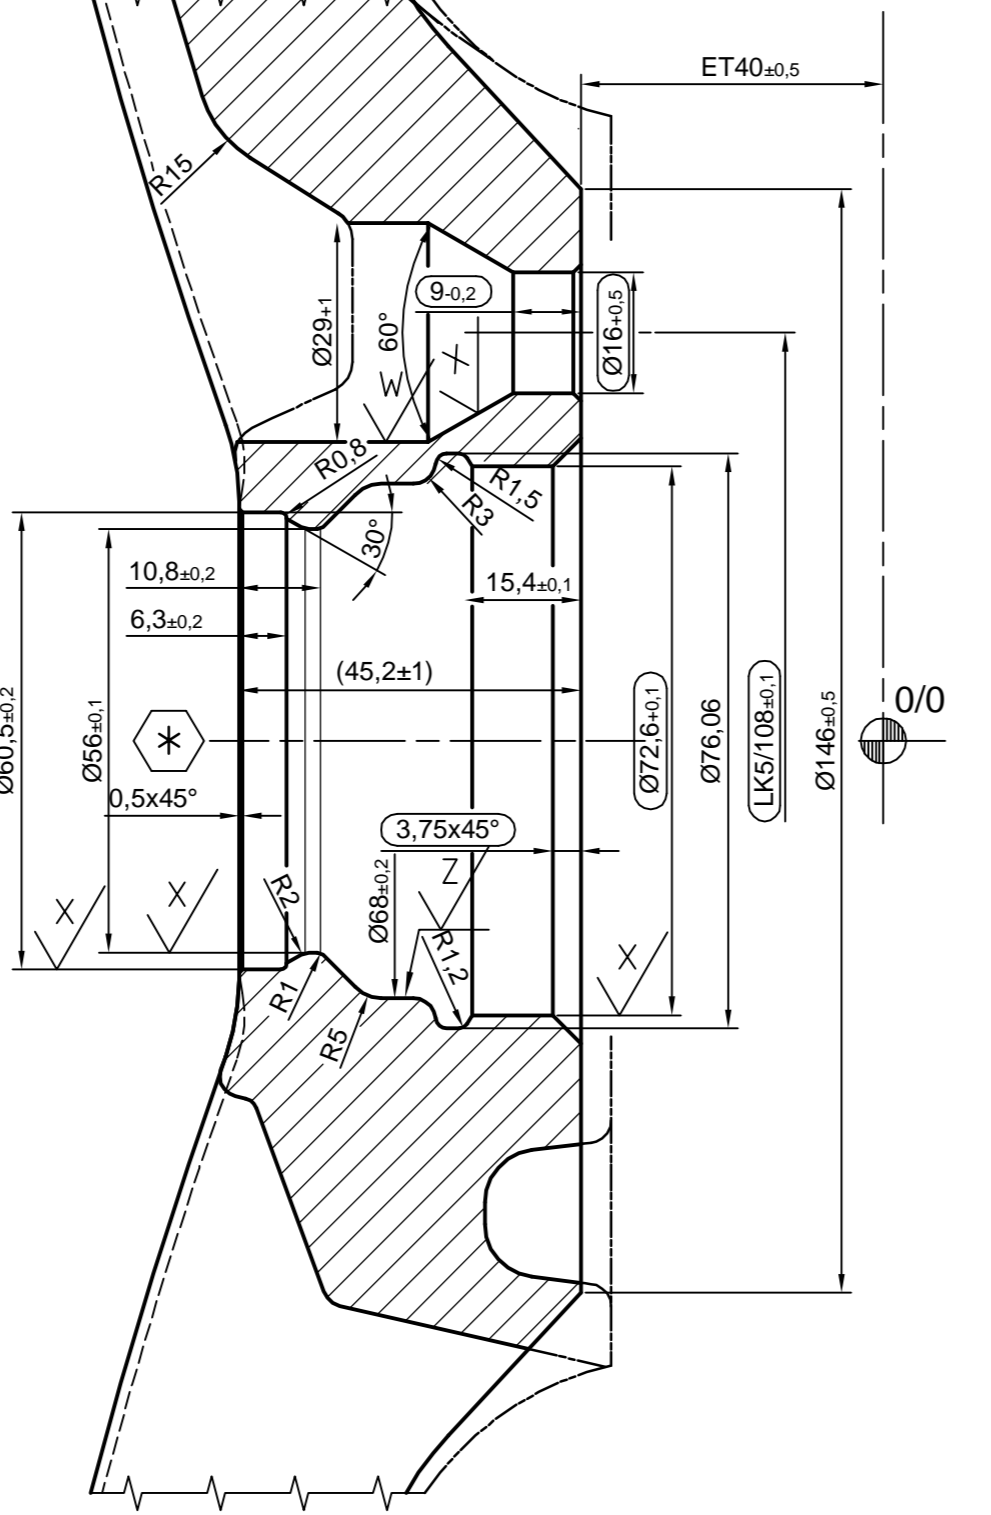 ET40±0,5
R15
9-0,2
Ø29+1
60°
Ø16+0,5
W
X
R0,8
R1,5
R3
30°
10,8±0,2
15,4±0,1
6,3±0,2
(45,2±1)
Ø60,5±0,2
Ø56±0,1
Ø72,6+0,1
Ø76,06
LK5/108±0,1
Ø146±0,5
0/0
*
0,5x45°
3,75x45°
Z
Ø68±0,2
R2
X
X
R1,2
X
R1
R5